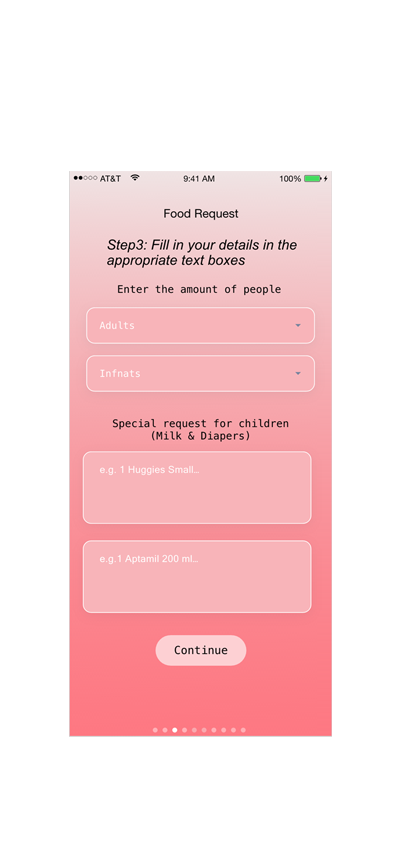 AT&T 9:41 AM 100%
Food Request
Step3: Fill in your details in the
appropriate text boxes
Enter the amount of people
Adults
Infnats
Special request for children
(Milk & Diapers)
e.g. 1 Huggies Small..
e.g.1 Aptamil 200 ml..
Continue